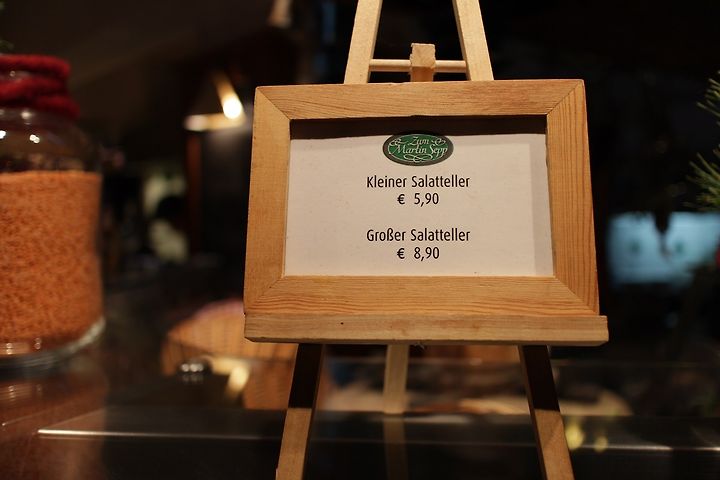 Zum
Martin Sepp
Kleiner Salatteller
€ 5,90
Großer Salatteller
€ 8,90